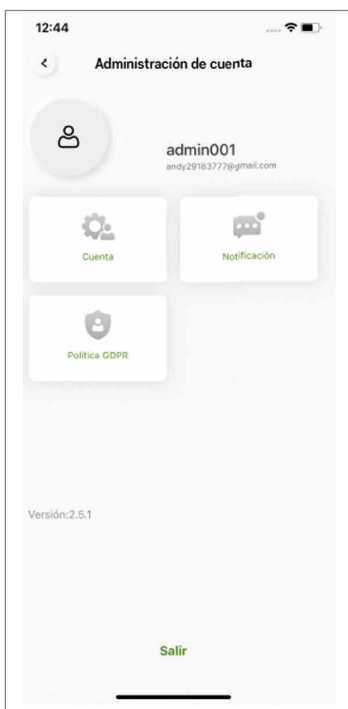 12:44
Administración de cuenta
admin001
andy29183777@gmail.com
Cuenta
Notificación
Política GDPR
Versión:2.5.1
Salir